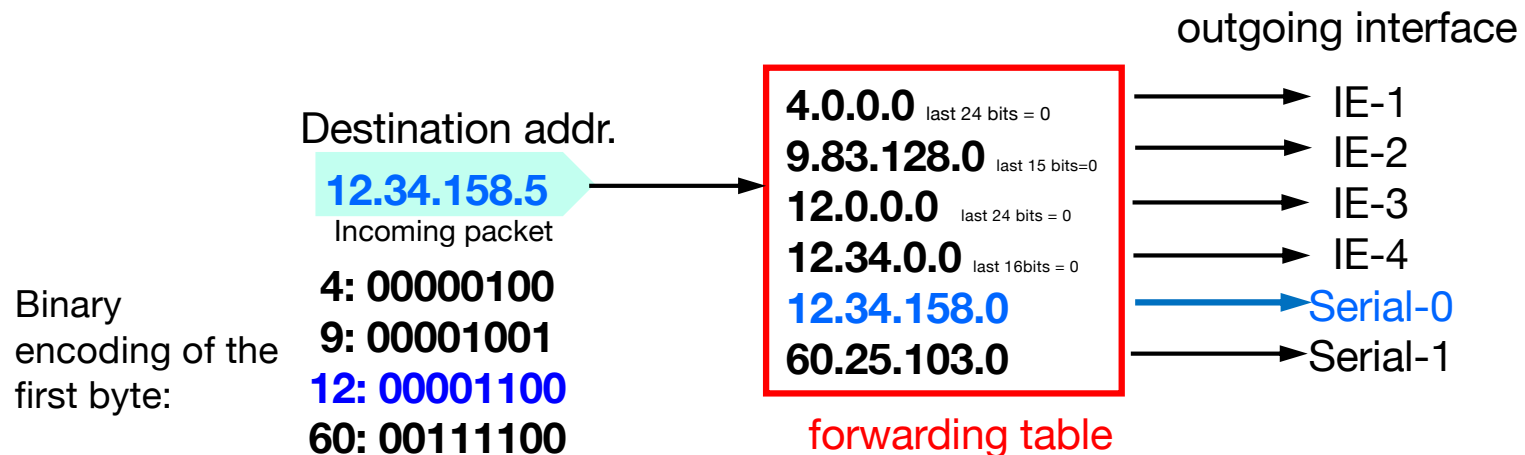 outgoing interface
Destination addr.
12.34.158.5
Incoming packet
Binary
encoding of the
first byte:
4: 00000100
9: 00001001
12: 00001100
60: 00111100
4.0.0.0 last 24 bits = 0
9.83.128.0 last 15 bits=0
12.0.0.0 last 24 bits = 0
12.34.0.0 last 16bits = 0
12.34.158.0
60.25.103.0
forwarding table
IE-1
IE-2
IE-3
IE-4
Serial-0
Serial-1